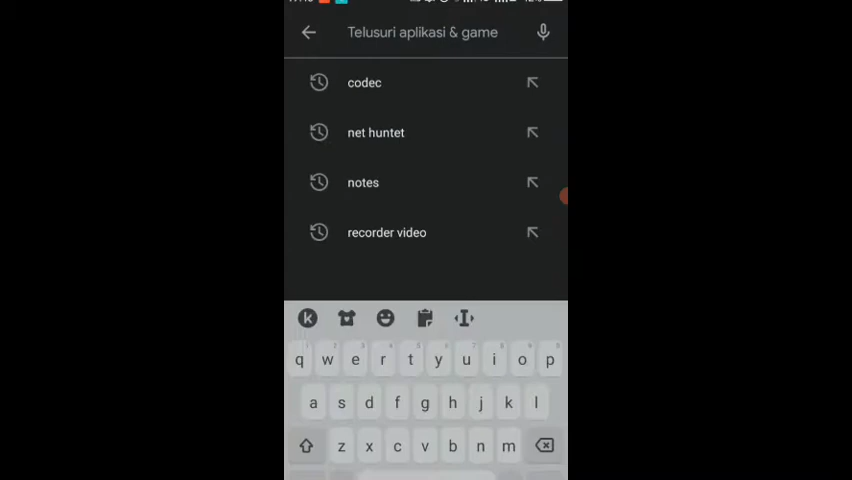 Telusuri aplikasi & game
codec
net huntet
notes
recorder video
q w e r t y u i o p
a s d f g h j k l
z x c v b n m